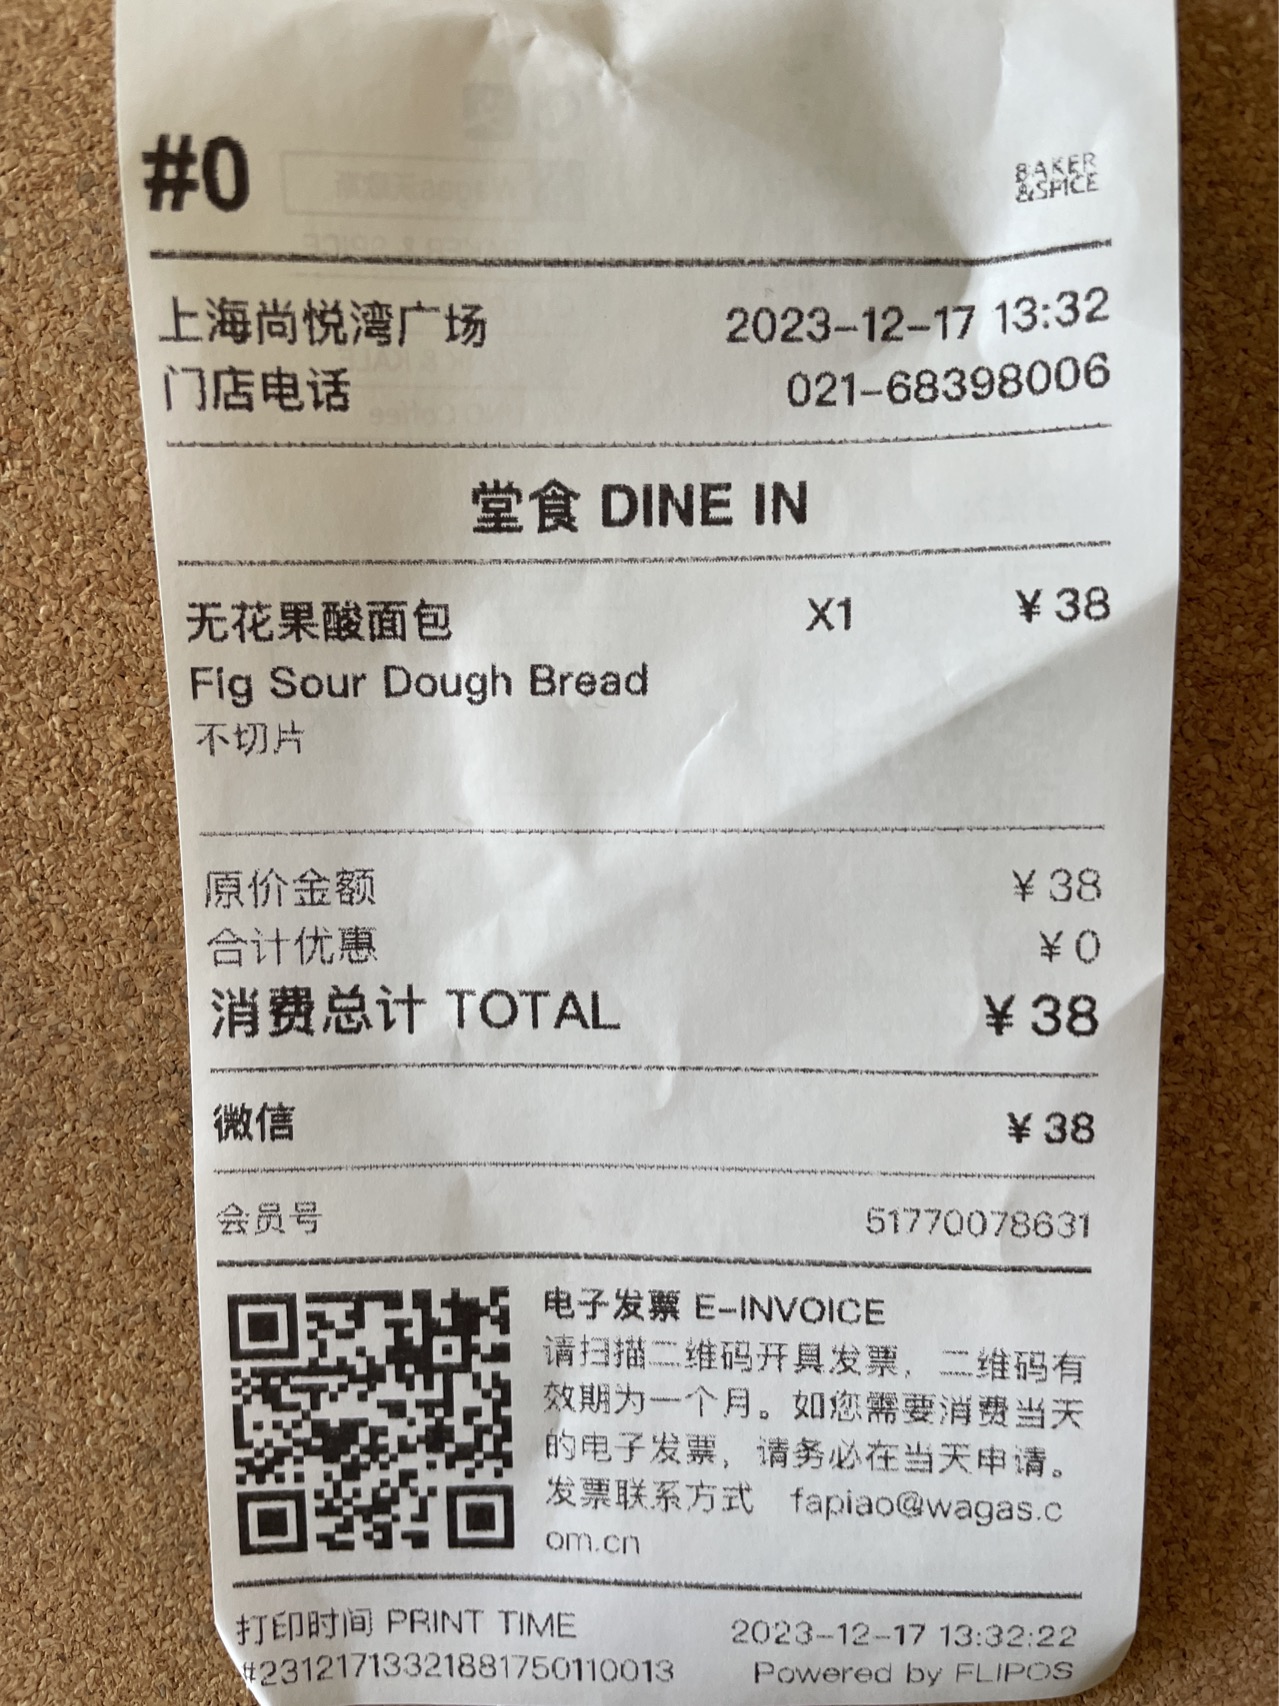 #0
BAKER
&SPICE
上海尚悦湾广场 2023-12-17 13:32
门店电话 021-68398006
堂食 DINE IN
无花果酸面包 X1 ¥38
Fig Sour Dough Bread
不切片
原价金额 ¥38
合计优惠 ¥0
消费总计 TOTAL ¥38
微信 ¥38
会员号 51770078631
电子发票 E-INVOICE
请扫描二维码开具发票，二维码有
效期为一个月。如您需要消费当天
的电子发票，请务必在当天申请。
发票联系方式 fapiao@wagas.c
om.cn
打印时间 PRINT TIME 2023-12-17 13:32:22
#231217133218817501​10013 Powered by FLIPOS